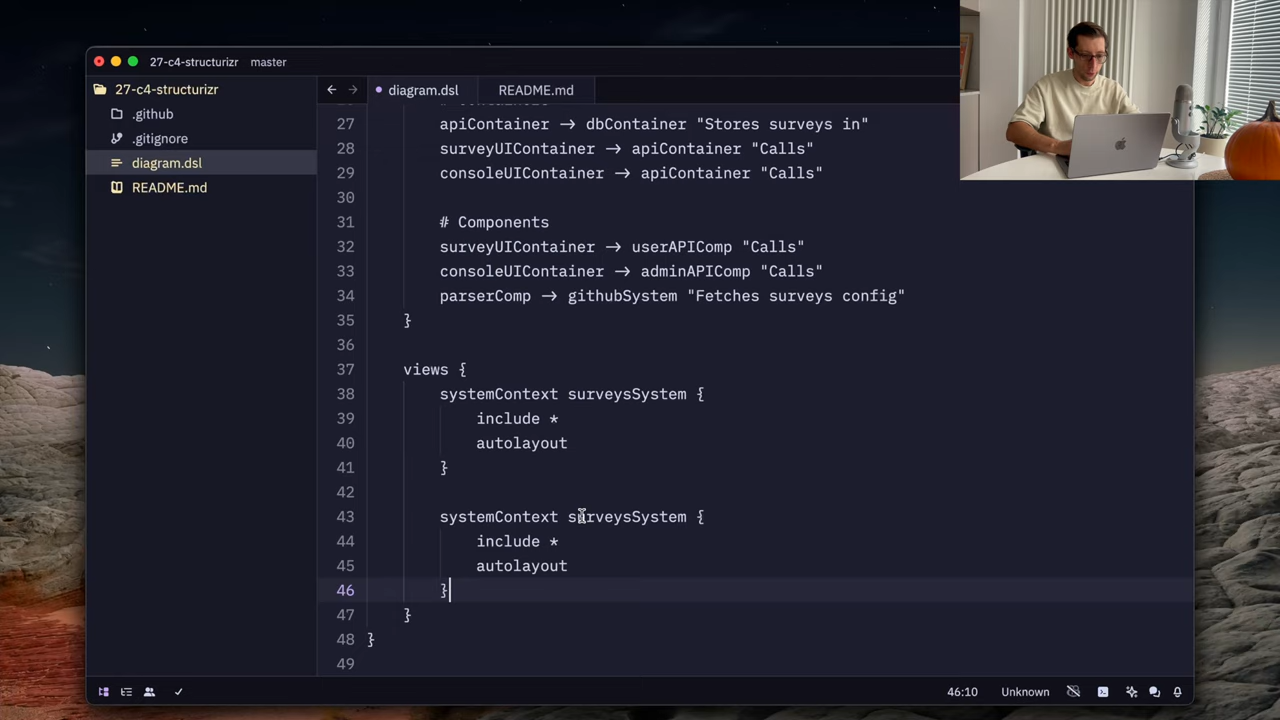 27-c4-structurizr master
27-c4-structurizr
.github
.gitignore
diagram.dsl
README.md
diagram.dsl README.md
27 apiContainer -> dbContainer "Stores surveys in"
28 surveyUIContainer -> apiContainer "Calls"
29 consoleUIContainer -> apiContainer "Calls"
30
31 # Components
32 surveyUIContainer -> userAPIComp "Calls"
33 consoleUIContainer -> adminAPIComp "Calls"
34 parserComp -> githubSystem "Fetches surveys config"
35 }
36
37 views {
38 systemContext surveysSystem {
39 include *
40 autolayout
41 }
42
43 systemContext surveysSystem {
44 include *
45 autolayout
46 }
47 }
48 }
49
46:10 Unknown